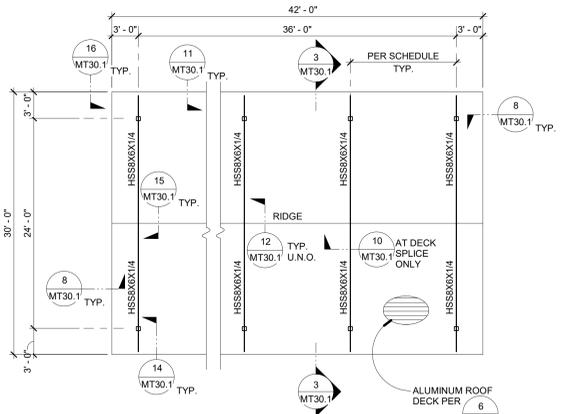 42' - 0"
3' - 0"
36' - 0"
3' - 0"
16
MT30.1
TYP.
11
MT30.1
TYP.
3
MT30.1
PER SCHEDULE
TYP.
8
MT30.1
TYP.
30' - 0"
3' - 0"
24' - 0"
3' - 0"
HSS8X6X1/4
HSS8X6X1/4
HSS8X6X1/4
HSS8X6X1/4
15
MT30.1
TYP.
RIDGE
12
MT30.1
TYP.
U.N.O.
10
MT30.1
AT DECK
SPLICE
ONLY
8
MT30.1
TYP.
HSS8X6X1/4
HSS8X6X1/4
HSS8X6X1/4
HSS8X6X1/4
14
MT30.1
TYP.
3
MT30.1
ALUMINUM ROOF
DECK PER
6